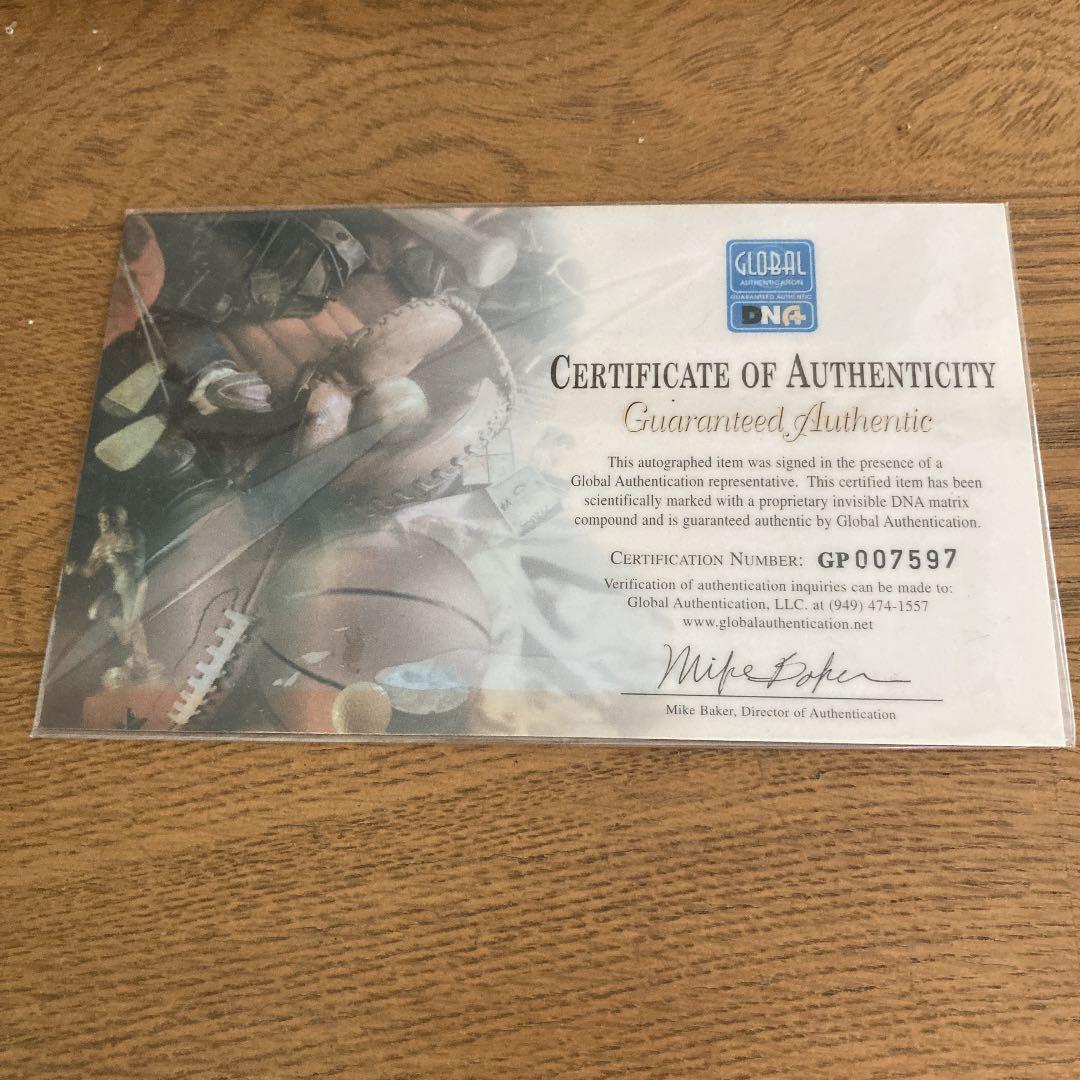 GLOBAL
AUTHENTICATION
GUARANTEED AUTHENTIC
DNA
CERTIFICATE OF AUTHENTICITY
Guaranteed Authentic
This autographed item was signed in the presence of a
Global Authentication representative. This certified item has been
scientifically marked with a proprietary invisible DNA matrix
compound and is guaranteed authentic by Global Authentication.
CERTIFICATION NUMBER: GP007597
Verification of authentication inquiries can be made to:
Global Authentication, LLC. at (949) 474-1557
www.globalauthentication.net
Mike Baker
Mike Baker, Director of Authentication